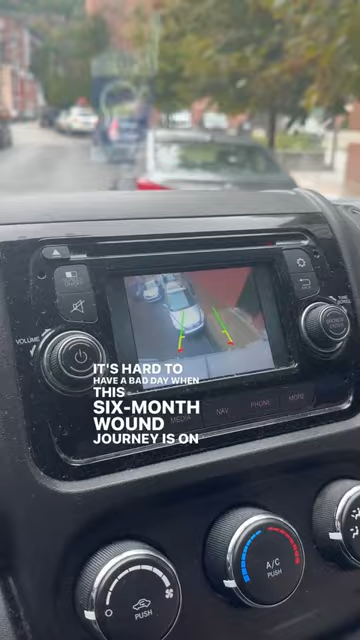 VOLUME
TUNE
IT'S HARD TO
HAVE A BAD DAY WHEN
THIS
SIX-MONTH
WOUND
JOURNEY IS ON
MEDIA
NAV
PHONE
MORE
PUSH
A/C
PUSH